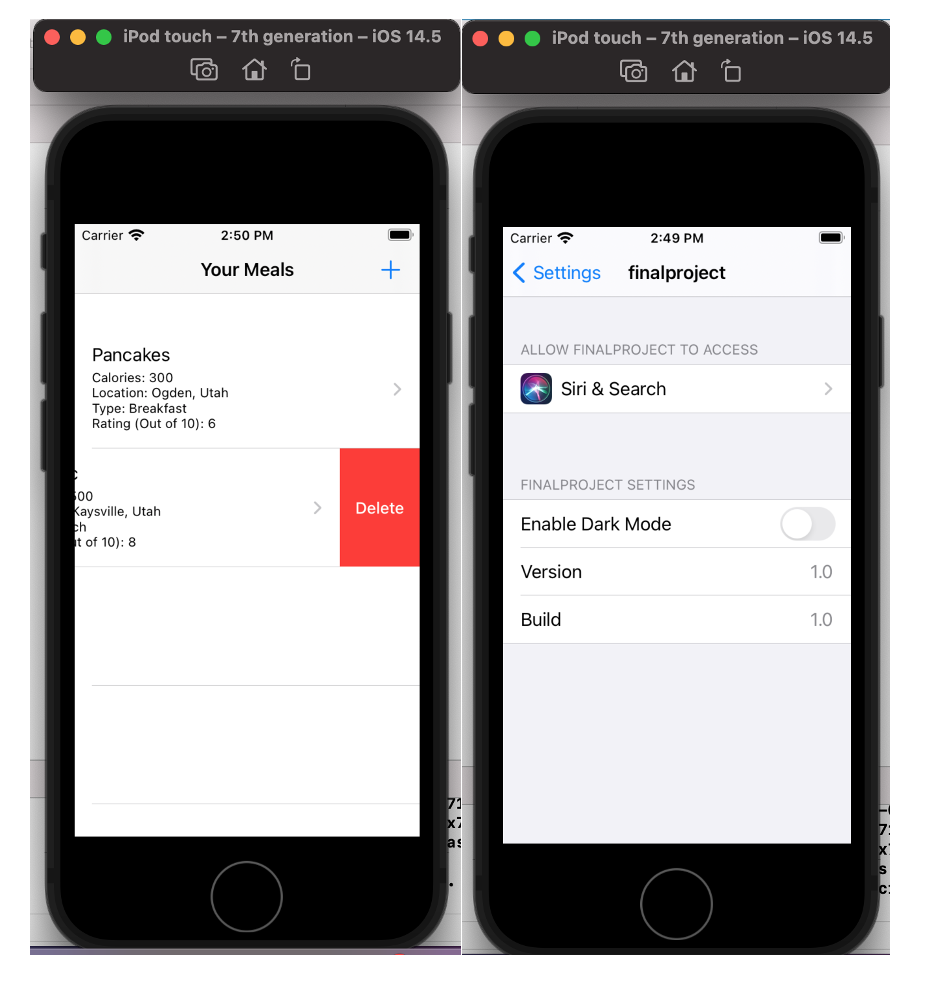 iPod touch – 7th generation – iOS 14.5
Carrier 2:50 PM
Your Meals
Pancakes
Calories: 300
Location: Ogden, Utah
Type: Breakfast
Rating (Out of 10): 6
Kaysville, Utah
of 10): 8
Delete
iPod touch – 7th generation – iOS 14.5
Carrier 2:49 PM
Settings finalproject
ALLOW FINALPROJECT TO ACCESS
Siri & Search
FINALPROJECT SETTINGS
Enable Dark Mode
Version 1.0
Build 1.0